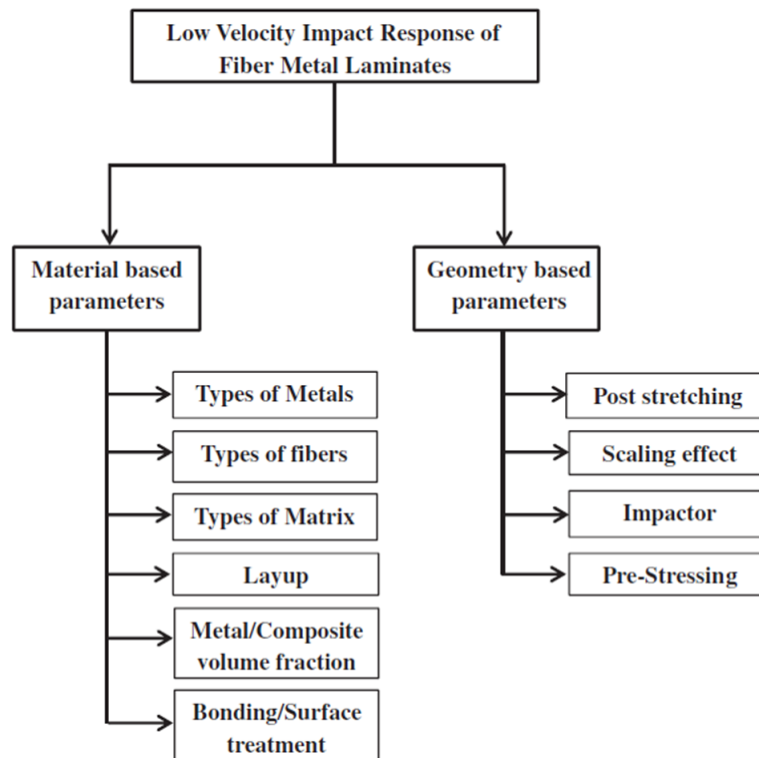 Low Velocity Impact Response of
Fiber Metal Laminates
Material based
parameters
Types of Metals
Types of fibers
Types of Matrix
Layup
Metal/Composite
volume fraction
Bonding/Surface
treatment
Geometry based
parameters
Post stretching
Scaling effect
Impactor
Pre-Stressing